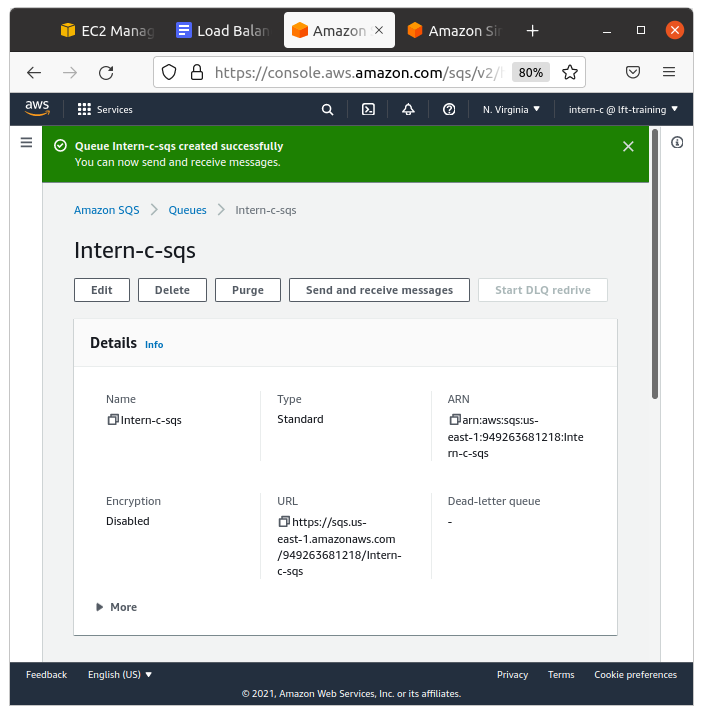 EC2 Manag
Load Balan
Amazon S
Amazon Sir
https://console.aws.amazon.com/sqs/v2/
80%
aws
Services
N. Virginia
intern-c @ lft-training
Queue Intern-c-sqs created successfully
You can now send and receive messages.
Amazon SQS
Queues
Intern-c-sqs
Intern-c-sqs
Edit
Delete
Purge
Send and receive messages
Start DLQ redrive
Details
Info
Name
Intern-c-sqs
Type
Standard
ARN
arn:aws:sqs:us-
east-1:949263681218:Inte
rn-c-sqs
Encryption
Disabled
URL
https://sqs.us-
east-1.amazonaws.com
/949263681218/Intern-
c-sqs
Dead-letter queue
-
More
Feedback
English (US)
Privacy
Terms
Cookie preferences
© 2021, Amazon Web Services, Inc. or its affiliates.